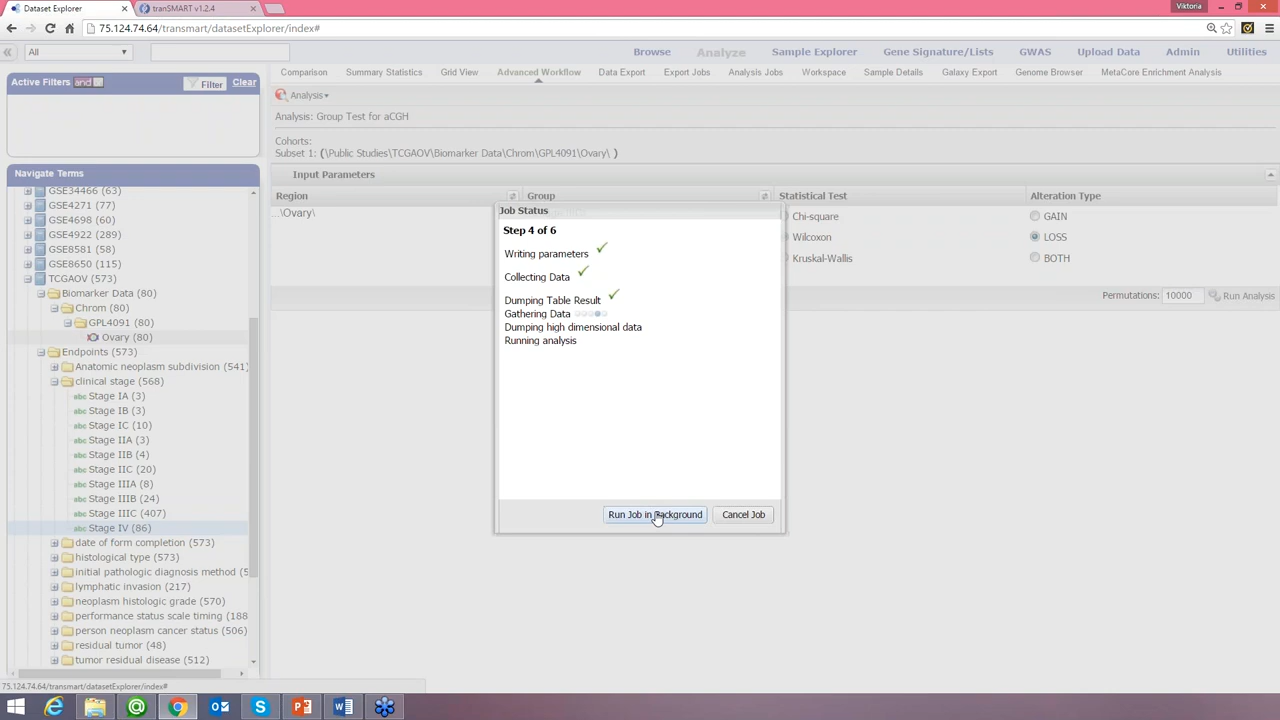 Dataset Explorer
tranSMART v1.2.4
Viktoria
75.124.74.64/transmart/datasetExplorer/index#
All
Browse Analyze Sample Explorer Gene Signature/Lists GWAS Upload Data Admin Utilities
Active Filters and
Filter Clear
Comparison Summary Statistics Grid View Advanced Workflow Data Export Export Jobs Analysis Jobs Workspace Sample Details Galaxy Export Genome Browser MetaCore Enrichment Analysis
Analysis
Analysis: Group Test for aCGH
Cohorts:
Subset 1: (\Public Studies\TCGAOV\Biomarker Data\Chrom\GPL4091\Ovary\ )
Input Parameters
Region Group Statistical Test Alteration Type
...\Ovary\
Chi-square
Wilcoxon
Kruskal-Wallis
GAIN
LOSS
BOTH
Permutations: 10000 Run Analysis
Navigate Terms
GSE34466 (63)
GSE4271 (77)
GSE4698 (60)
GSE4922 (289)
GSE8581 (58)
GSE8650 (115)
TCGAOV (573)
Biomarker Data (80)
Chrom (80)
GPL4091 (80)
Ovary (80)
Endpoints (573)
Anatomic neoplasm subdivision (541)
clinical stage (568)
abc Stage IA (3)
abc Stage IB (3)
abc Stage IC (10)
abc Stage IIA (3)
abc Stage IIB (4)
abc Stage IIC (20)
abc Stage IIIA (8)
abc Stage IIIB (24)
abc Stage IIIC (407)
abc Stage IV (86)
date of form completion (573)
histological type (573)
initial pathologic diagnosis method (5
lymphatic invasion (217)
neoplasm histologic grade (570)
performance status scale timing (188
person neoplasm cancer status (506)
residual tumor (48)
tumor residual disease (512)
Job Status
Step 4 of 6
Writing parameters
Collecting Data
Dumping Table Result
Gathering Data
Dumping high dimensional data
Running analysis
Run Job in Background Cancel Job
75.124.74.64/transmart/datasetExplorer/index#